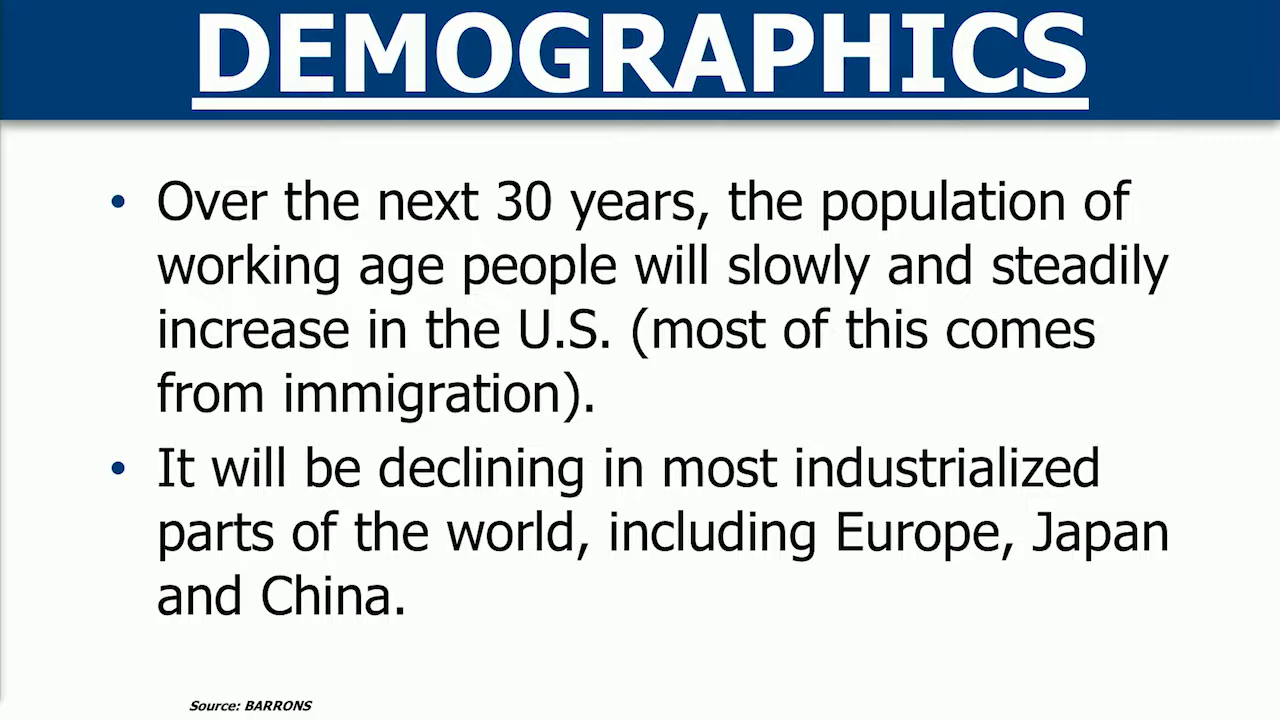 DEMOGRAPHICS
• Over the next 30 years, the population of
working age people will slowly and steadily
increase in the U.S. (most of this comes
from immigration).
• It will be declining in most industrialized
parts of the world, including Europe, Japan
and China.
Source: BARRONS